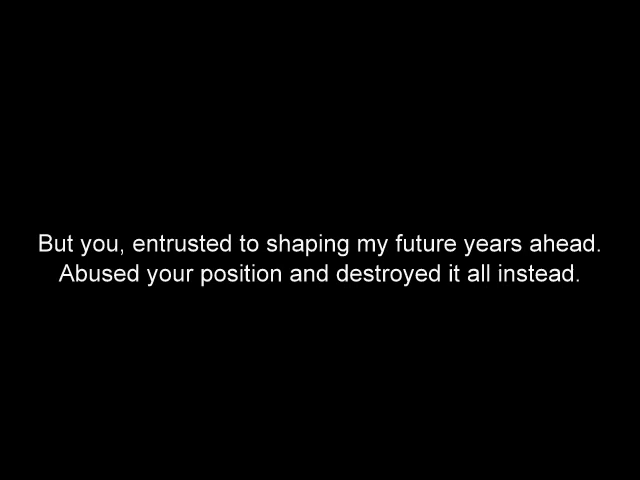 But you, entrusted to shaping my future years ahead.
Abused your position and destroyed it all instead.